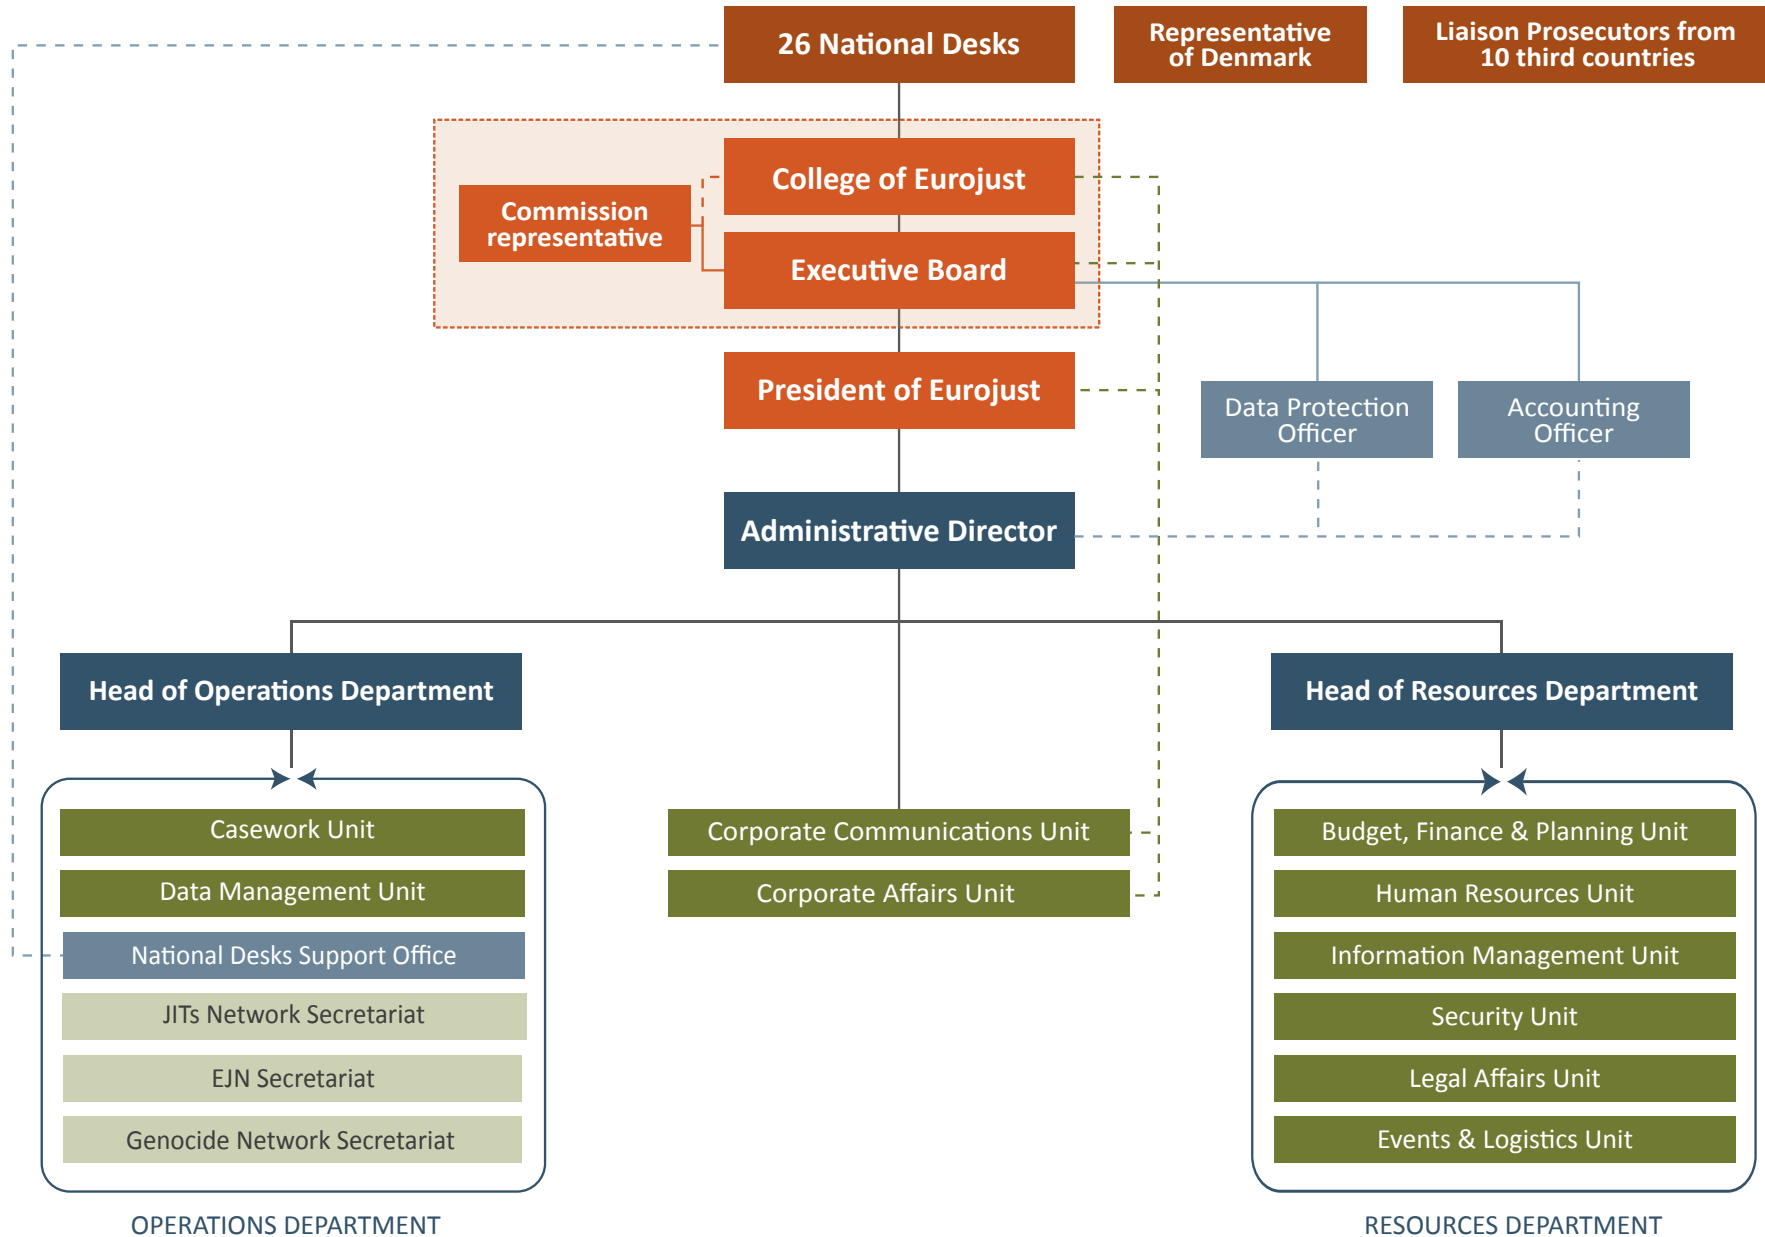 26 National Desks
Representative
of Denmark
Liaison Prosecutors from
10 third countries
College of Eurojust
Commission
representative
Executive Board
President of Eurojust
Data Protection
Officer
Accounting
Officer
Administrative Director
Head of Operations Department
Head of Resources Department
Casework Unit
Data Management Unit
National Desks Support Office
JITs Network Secretariat
EJN Secretariat
Genocide Network Secretariat
Corporate Communications Unit
Corporate Affairs Unit
Budget, Finance & Planning Unit
Human Resources Unit
Information Management Unit
Security Unit
Legal Affairs Unit
Events & Logistics Unit
OPERATIONS DEPARTMENT
RESOURCES DEPARTMENT